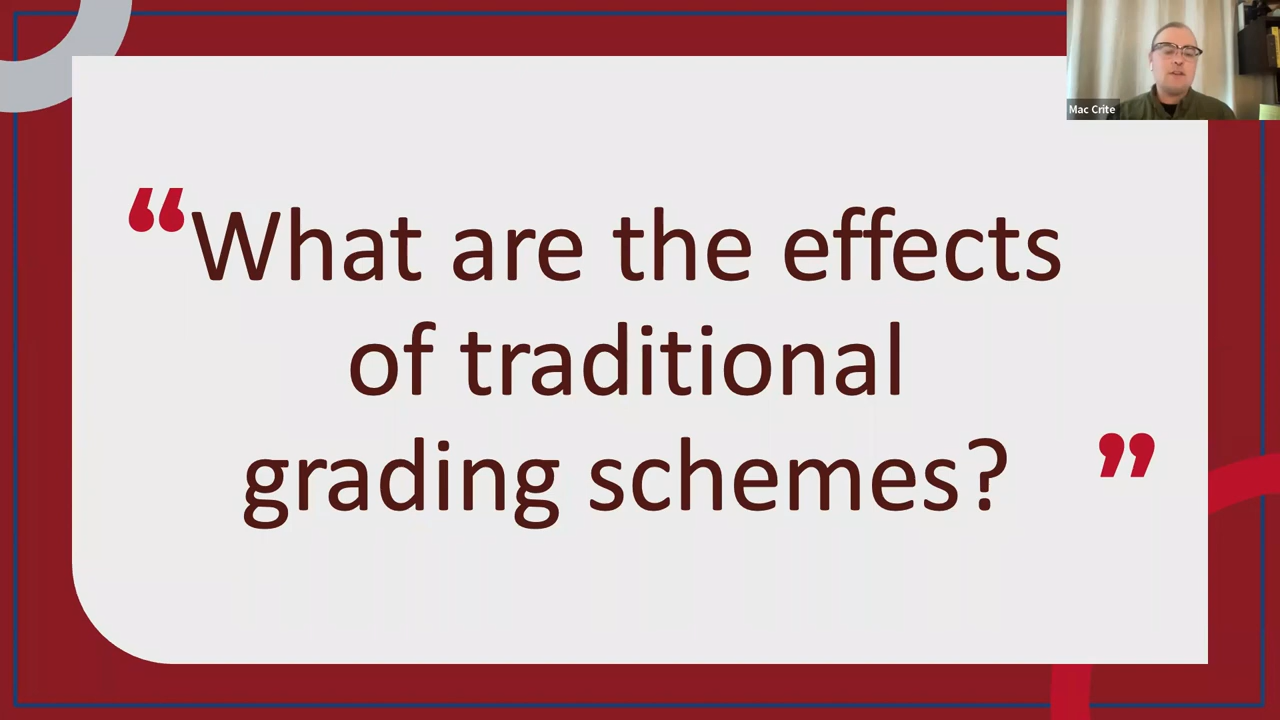 Mac Crite
“What are the effects
of traditional
grading schemes? ”